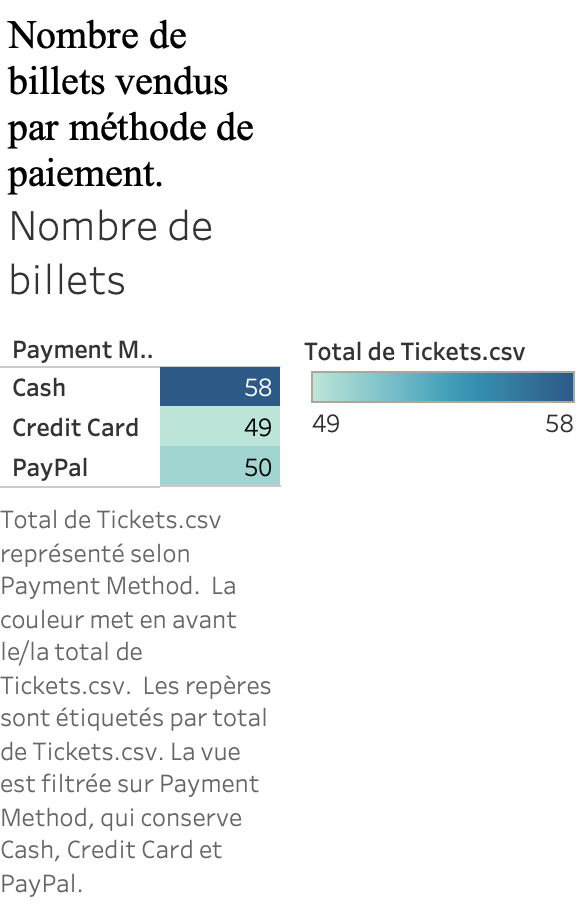 Nombre de
billets vendus
par méthode de
paiement.
Nombre de
billets
Payment M..
Cash 58
Credit Card 49
PayPal 50
Total de Tickets.csv
49 58
Total de Tickets.csv
représenté selon
Payment Method.  La
couleur met en avant
le/la total de
Tickets.csv.  Les repères
sont étiquetés par total
de Tickets.csv. La vue
est filtrée sur Payment
Method, qui conserve
Cash, Credit Card et
PayPal.